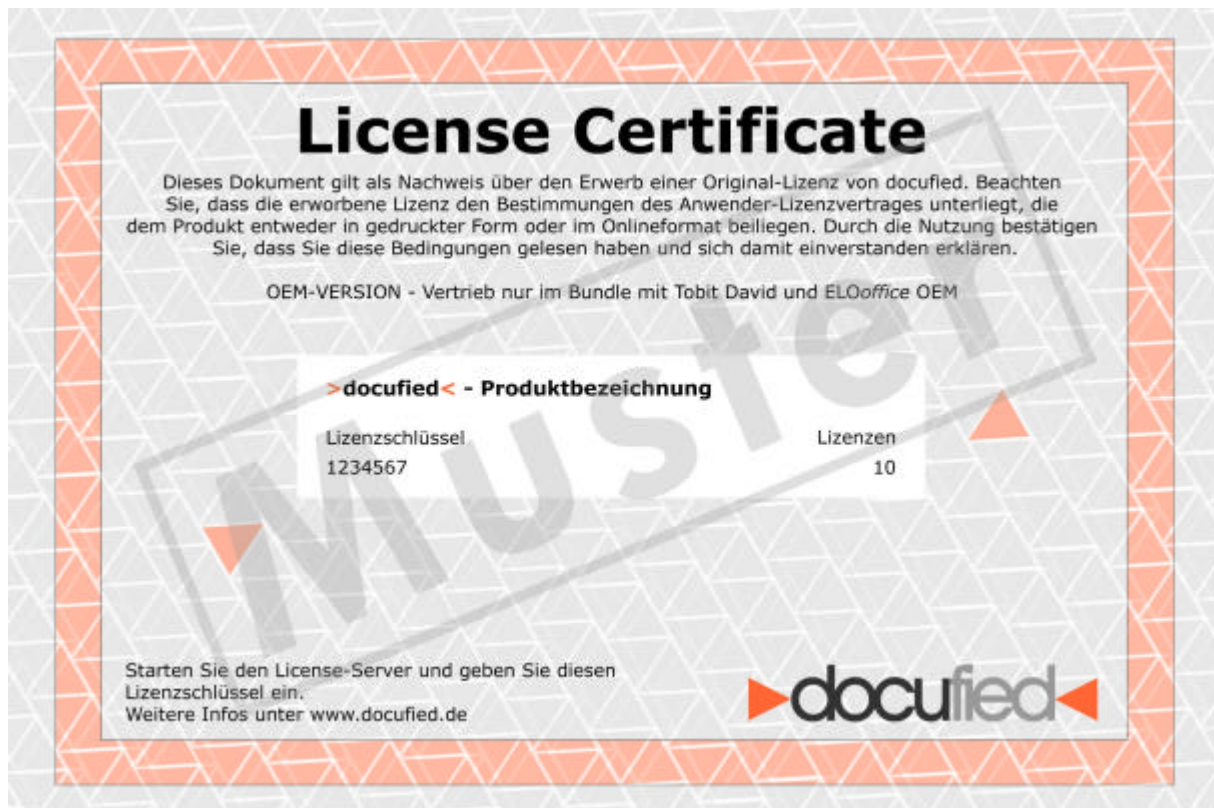 License Certificate
Dieses Dokument gilt als Nachweis über den Erwerb einer Original-Lizenz von docufied. Beachten
Sie, dass die erworbene Lizenz den Bestimmungen des Anwender-Lizenzvertrages unterliegt, die
dem Produkt entweder in gedruckter Form oder im Onlineformat beiliegen. Durch die Nutzung bestätigen
Sie, dass Sie diese Bedingungen gelesen haben und sich damit einverstanden erklären.
OEM-VERSION - Vertrieb nur im Bundle mit Tobit David und ELOoffice OEM
Muster
>docufied< - Produktbezeichnung
Lizenzschlüssel Lizenzen
1234567 10
Starten Sie den License-Server und geben Sie diesen
Lizenzschlüssel ein.
Weitere Infos unter www.docufied.de
docufied